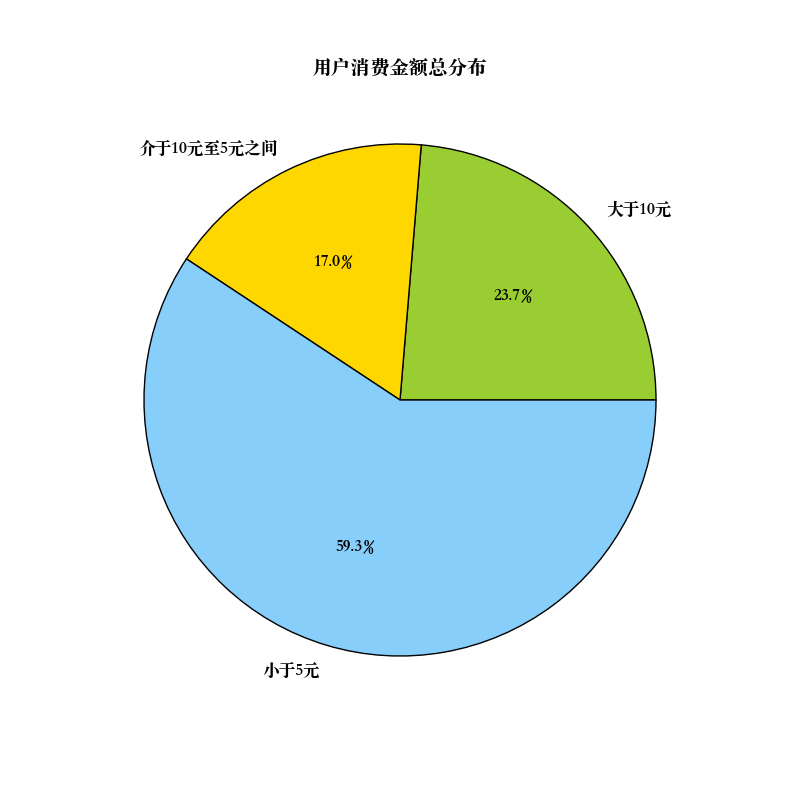 用户消费金额总分布
介于10元至5元之间
大于10元
17.0%
23.7%
59.3%
小于5元